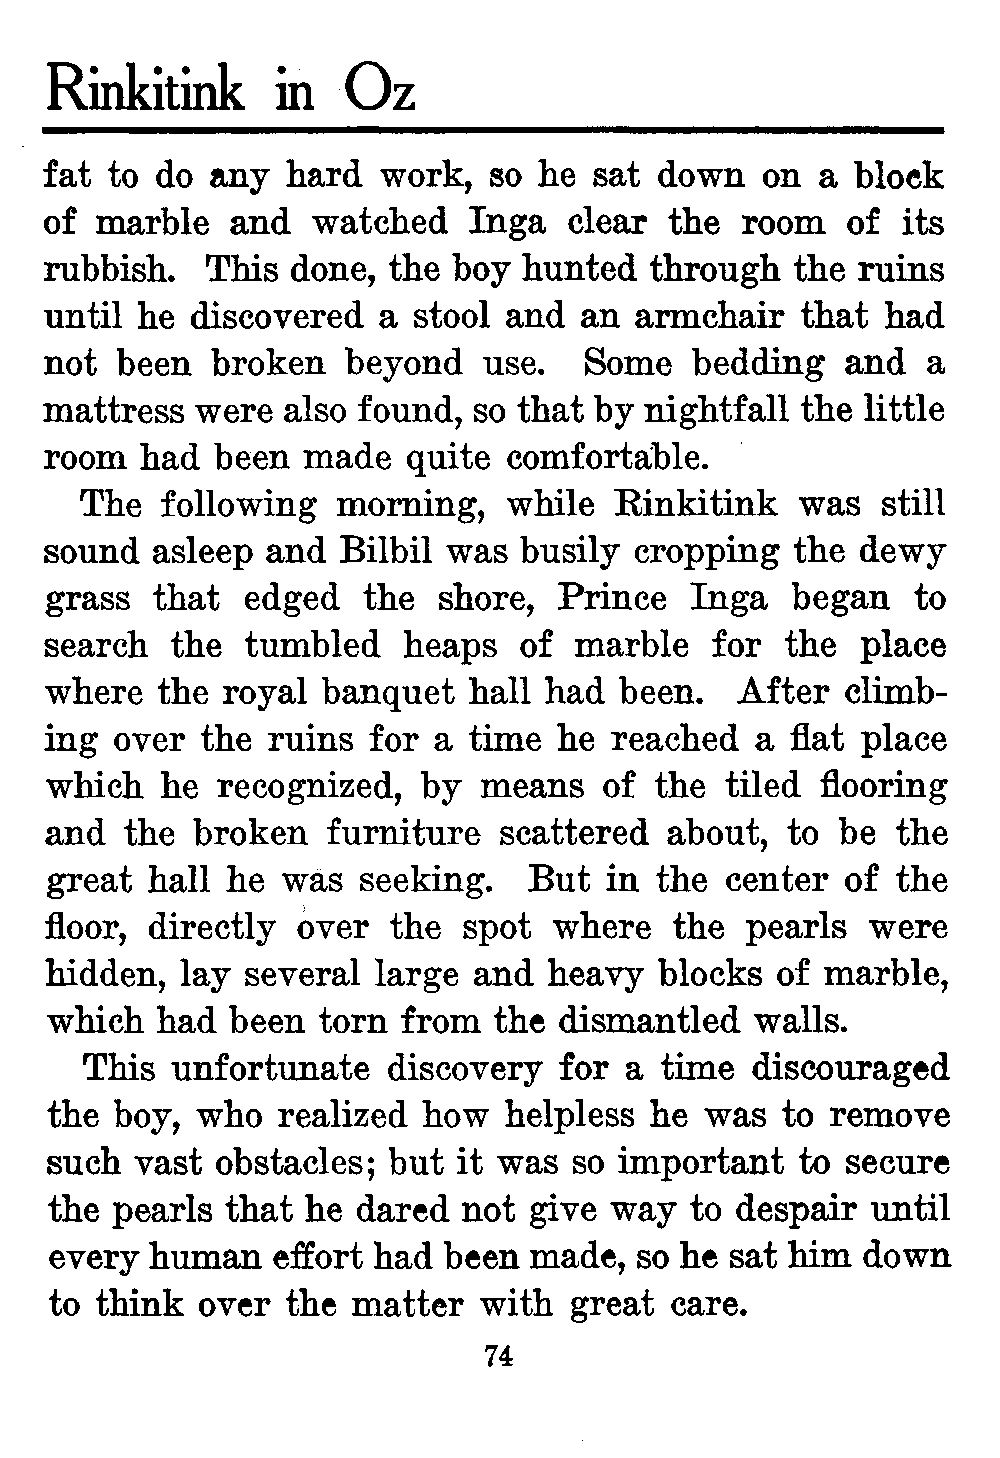 Rinkitink in Oz
fat to do any hard work, so he sat down on a block
of marble and watched Inga clear the room of its
rubbish. This done, the boy hunted through the ruins
until he discovered a stool and an armchair that had
not been broken beyond use. Some bedding and a
mattress were also found, so that by nightfall the little
room had been made quite comfortable.
The following morning, while Rinkitink was still
sound asleep and Bilbil was busily cropping the dewy
grass that edged the shore, Prince Inga began to
search the tumbled heaps of marble for the place
where the royal banquet hall had been. After climb-
ing over the ruins for a time he reached a flat place
which he recognized, by means of the tiled flooring
and the broken furniture scattered about, to be the
great hall he was seeking. But in the center of the
floor, directly over the spot where the pearls were
hidden, lay several large and heavy blocks of marble,
which had been torn from the dismantled walls.
This unfortunate discovery for a time discouraged
the boy, who realized how helpless he was to remove
such vast obstacles; but it was so important to secure
the pearls that he dared not give way to despair until
every human effort had been made, so he sat him down
to think over the matter with great care.
74